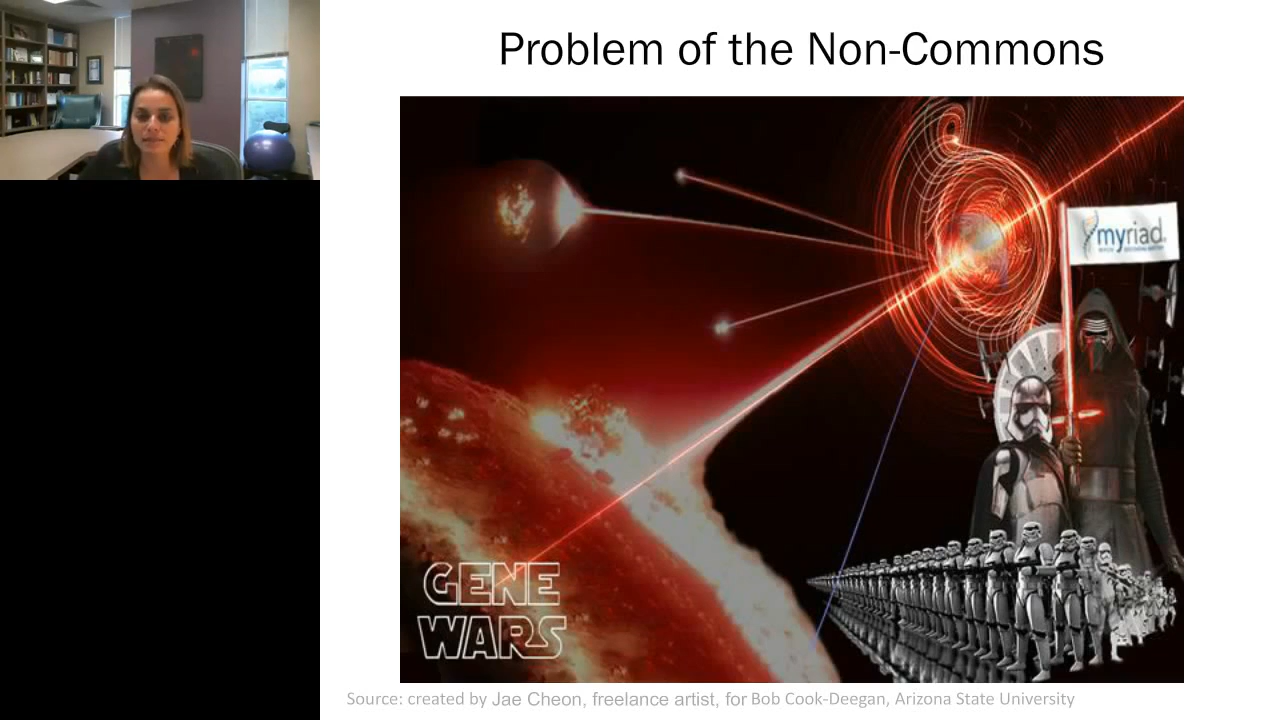 Problem of the Non-Commons
myriad
GENE
WARS
Source: created by Jae Cheon, freelance artist, for Bob Cook-Deegan, Arizona State University